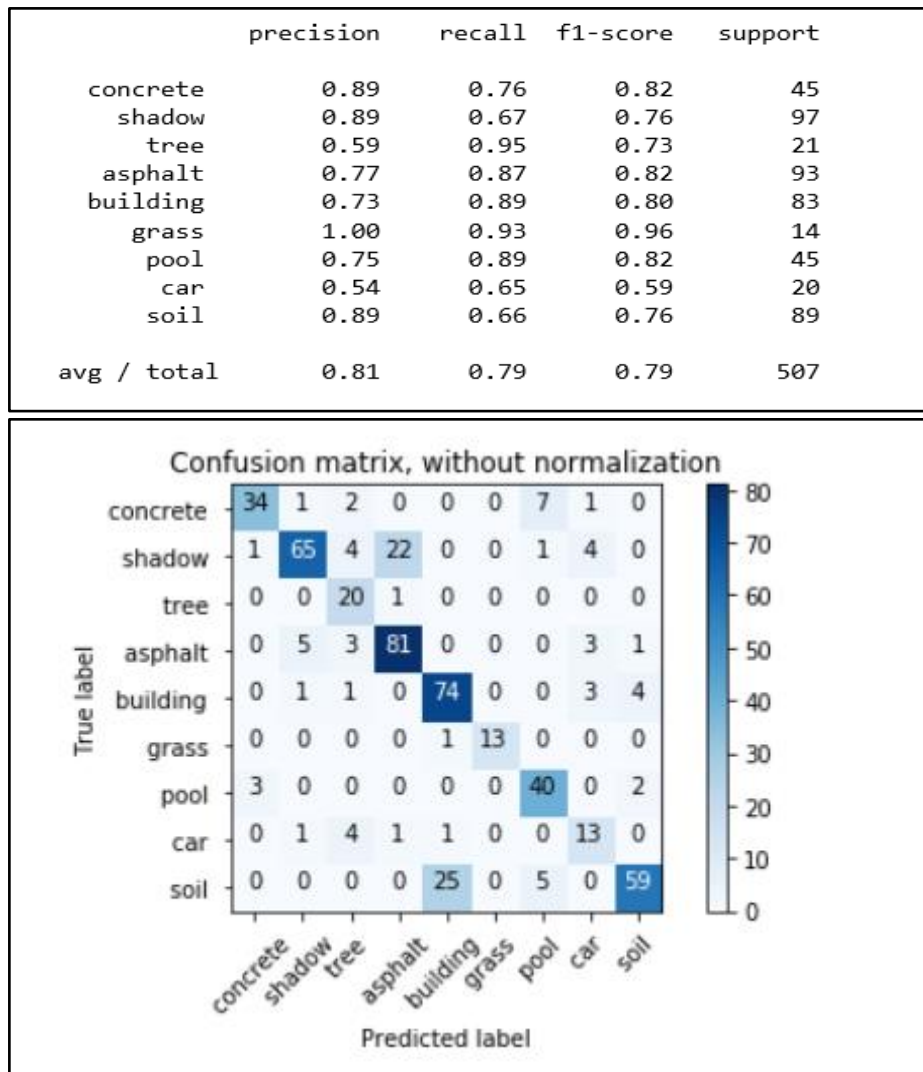 precision recall f1-score support
concrete 0.89 0.76 0.82 45
shadow 0.89 0.67 0.76 97
tree 0.59 0.95 0.73 21
asphalt 0.77 0.87 0.82 93
building 0.73 0.89 0.80 83
grass 1.00 0.93 0.96 14
pool 0.75 0.89 0.82 45
car 0.54 0.65 0.59 20
soil 0.89 0.66 0.76 89
avg / total 0.81 0.79 0.79 507
Confusion matrix, without normalization
True label
concrete 34 1 2 0 0 0 7 1 0
shadow 1 65 4 22 0 0 1 4 0
tree 0 0 20 1 0 0 0 0 0
asphalt 0 5 3 81 0 0 0 3 1
building 0 1 1 0 74 0 0 3 4
grass 0 0 0 0 1 13 0 0 0
pool 3 0 0 0 0 0 40 0 2
car 0 1 4 1 1 0 0 13 0
soil 0 0 0 0 25 0 5 0 59
concrete shadow tree asphalt building grass pool car soil
Predicted label
80
70
60
50
40
30
20
10
0